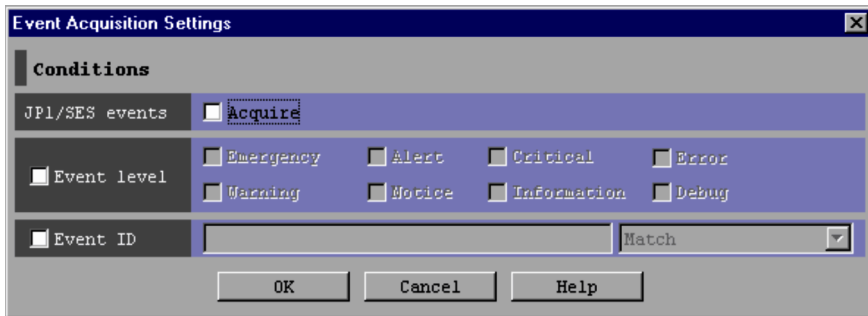 Event Acquisition Settings
Conditions
JP1/SES events Acquire
Emergency Alert Critical Error
Event level
Warning Notice Information Debug
Event ID Match
OK Cancel Help